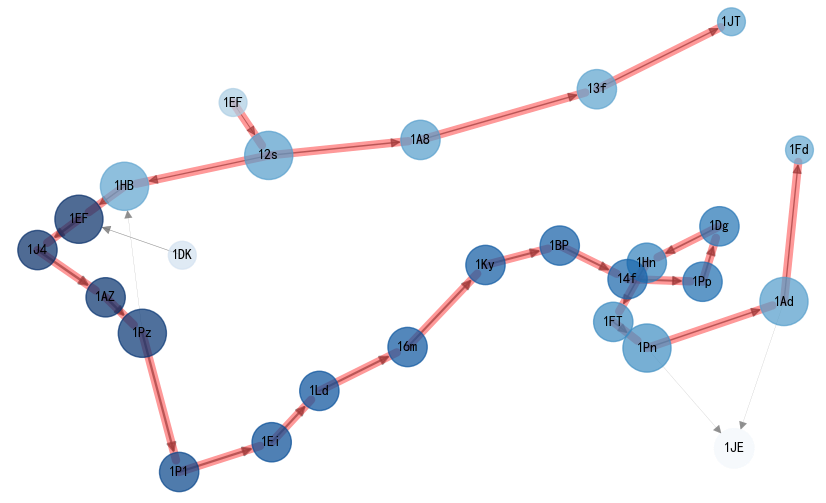 1JT
13f
1EF
1A8
1Fd
12s
1HB
1EF
1Dg
1J4
1DK
1BP
1Ky
1Hn
14f
1Pp
1AZ
1Ad
1FT
1Pz
16m
1Pn
1Ld
1Ei
1JE
1P1